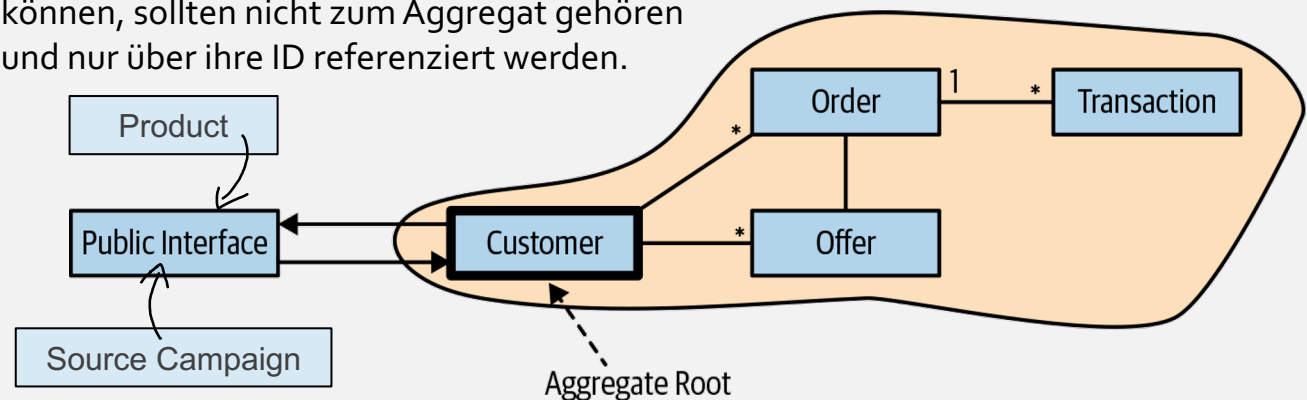 können, sollten nicht zum Aggregat gehören
und nur über ihre ID referenziert werden.
Product
Public Interface
Source Campaign
Customer
Order
1
*
Transaction
*
*
Offer
Aggregate Root